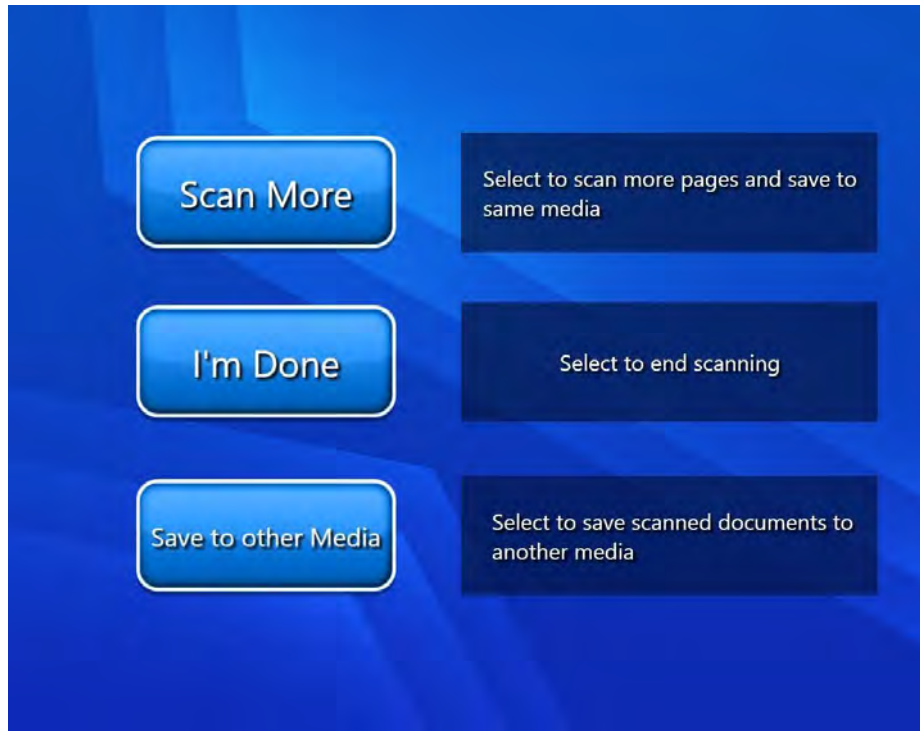 Scan More
Select to scan more pages and save to
same media
I'm Done
Select to end scanning
Save to other Media
Select to save scanned documents to
another media